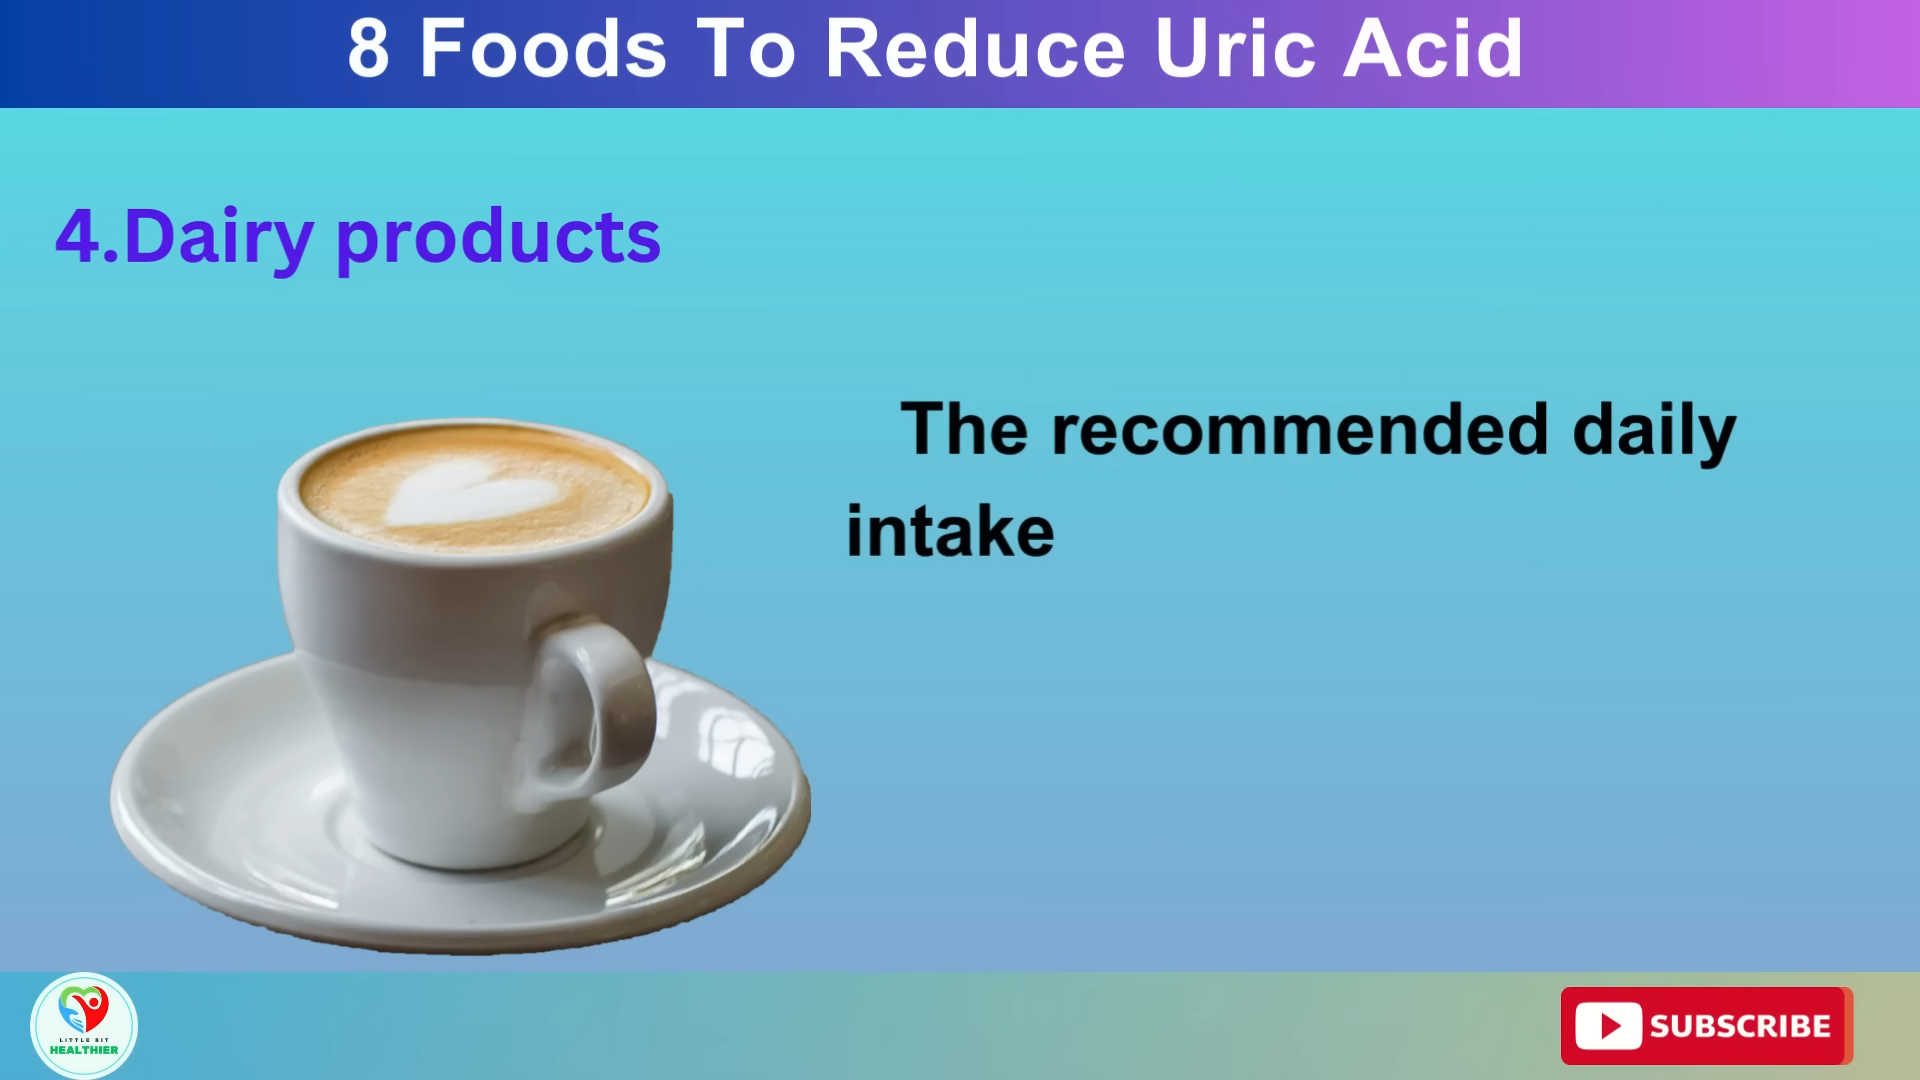 8 Foods To Reduce Uric Acid
4.Dairy products
The recommended daily
intake
LITTLE BIT
HEALTHIER
SUBSCRIBE